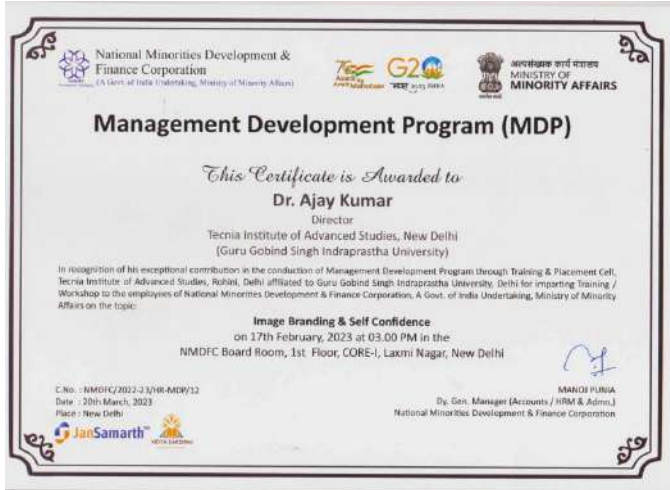 National Minorities Development &
Finance Corporation
(A Govt. of India Undertaking, Ministry of Minority Affairs)
G20
अल्पसंख्यक कार्य मंत्रालय
MINISTRY OF
MINORITY AFFAIRS
Management Development Program (MDP)
This Certificate is Awarded to
Dr. Ajay Kumar
Director
Tecnia Institute of Advanced Studies, New Delhi
(Guru Gobind Singh Indraprastha University)
In recognition of his exceptional contribution in the conduction of Management Development Program through Training & Placement Cell,
Tecnia Institute of Advanced Studies, Rohini, Delhi affiliated to Guru Gobind Singh Indraprastha University, Delhi for imparting Training /
Workshop to the employees of National Minorities Development & Finance Corporation, A Govt. of India Undertaking, Ministry of Minority
Affairs on the topic:
Image Branding & Self Confidence
on 17th February, 2023 at 03.00 PM in the
NMDFC Board Room, 1st Floor, CORE-I, Laxmi Nagar, New Delhi
C.No. : NMDFC/2022-23/HR-MDP/12
Date : 20th March, 2023
Place : New Delhi
MANOJ PUNIA
Dy. Gen. Manager (Accounts / HRM & Admn.)
National Minorities Development & Finance Corporation
JanSamarth